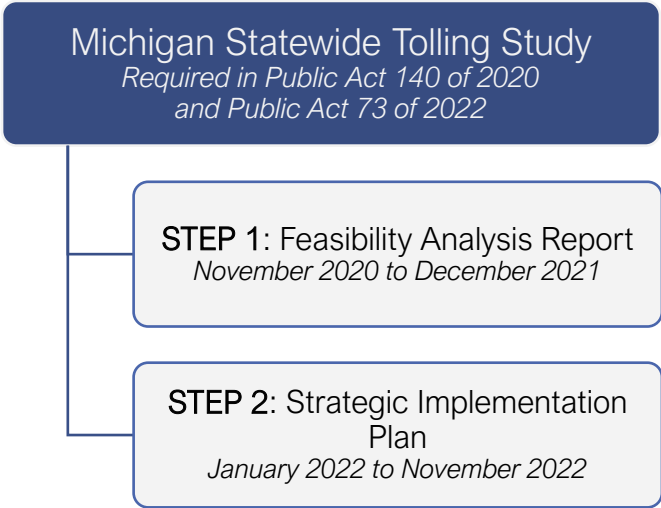 Michigan Statewide Tolling Study
Required in Public Act 140 of 2020
and Public Act 73 of 2022
STEP 1: Feasibility Analysis Report
November 2020 to December 2021
STEP 2: Strategic Implementation
Plan
January 2022 to November 2022